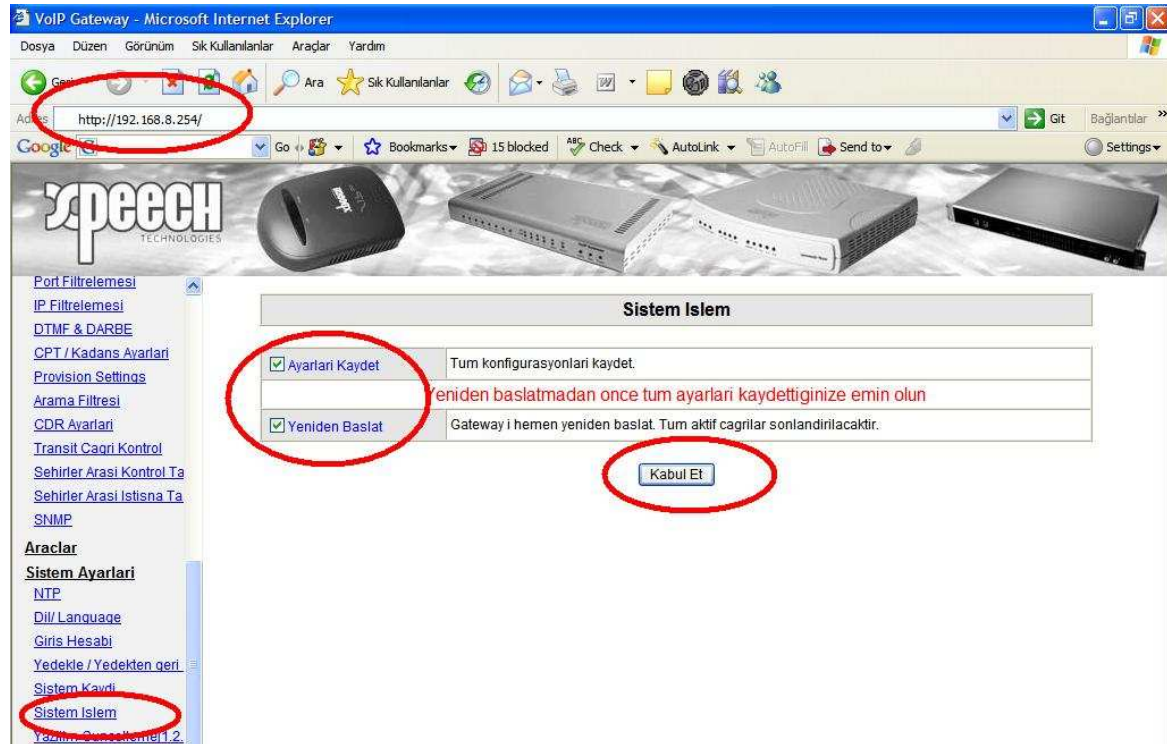 VoIP Gateway - Microsoft Internet Explorer
Dosya Düzen Görünüm Sık Kullanılanlar Araçlar Yardım
Ara Sık Kullanılanlar
http://192.168.8.254/ Git Bağlantılar »
Google Go Bookmarks 15 blocked Check AutoLink AutoFill Send to Settings
xpeech
TECHNOLOGIES
Port Filtrelemesi
IP Filtrelemesi
DTMF & DARBE
CPT / Kadans Ayarlari
Provision Settings
Arama Filtresi
CDR Ayarlari
Transit Cagri Kontrol
Sehirler Arasi Kontrol Ta
Sehirler Arasi Istisna Ta
SNMP
Araclar
Sistem Ayarlari
NTP
Dil/ Language
Giris Hesabi
Yedekle / Yedekten geri
Sistem Kaydi
Sistem Islem
Sistem Islem
Ayarlari Kaydet Tum konfigurasyonlari kaydet.
Yeniden baslatmadan once tum ayarlari kaydettiginize emin olun
Yeniden Baslat Gateway i hemen yeniden baslat. Tum aktif cagrilar sonlandirilacaktir.
Kabul Et